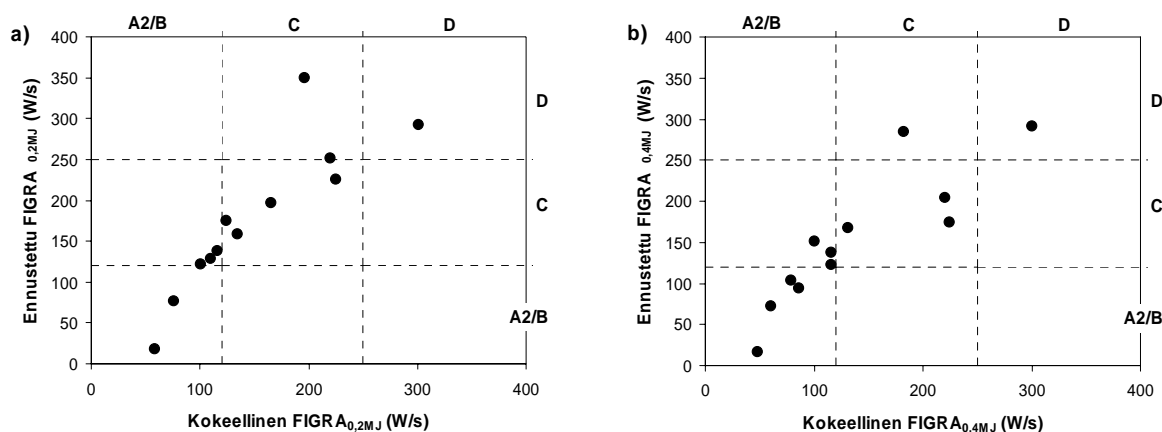 a)
A2/B C D
400
350
300
250
200
150
100
50
0
Ennustettu FIGRA 0,2MJ (W/s)
D
C
A2/B
0 100 200 300 400
Kokeellinen FIGRA0,2MJ (W/s)
b)
A2/B C D
400
350
300
250
200
150
100
50
0
Ennustettu FIGRA 0,4MJ (W/s)
D
C
A2/B
0 100 200 300 400
Kokeellinen FIGRA0,4MJ (W/s)